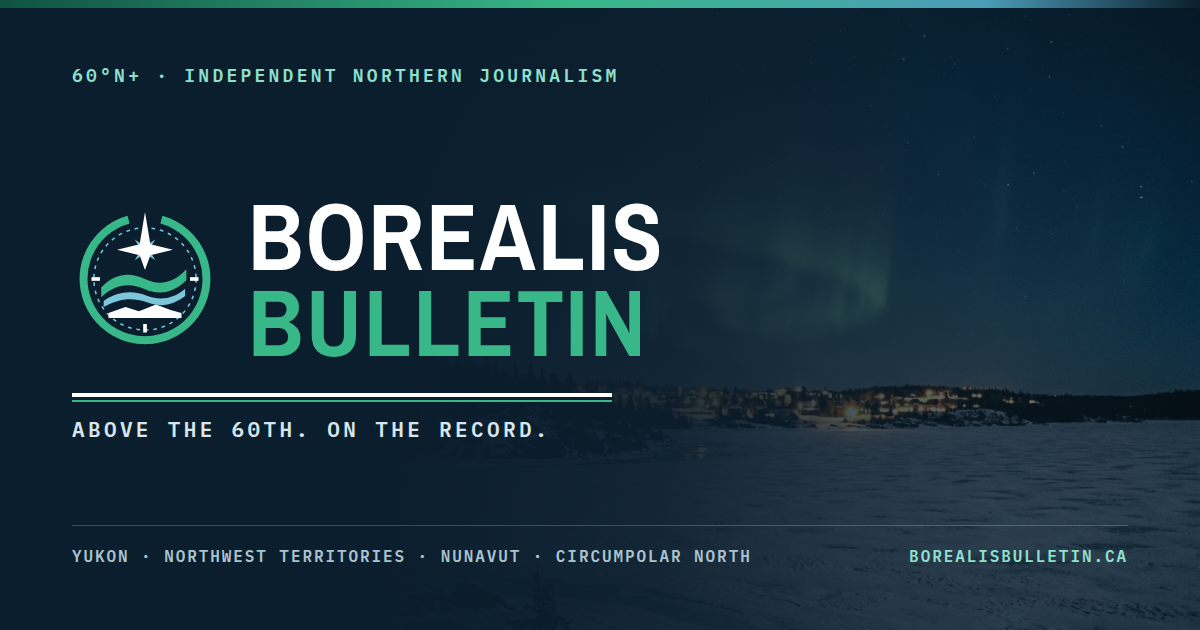 60°N+ · INDEPENDENT NORTHERN JOURNALISM
BOREALIS
BULLETIN
ABOVE THE 60TH. ON THE RECORD.
YUKON · NORTHWEST TERRITORIES · NUNAVUT · CIRCUMPOLAR NORTH
BOREALISBULLETIN.CA